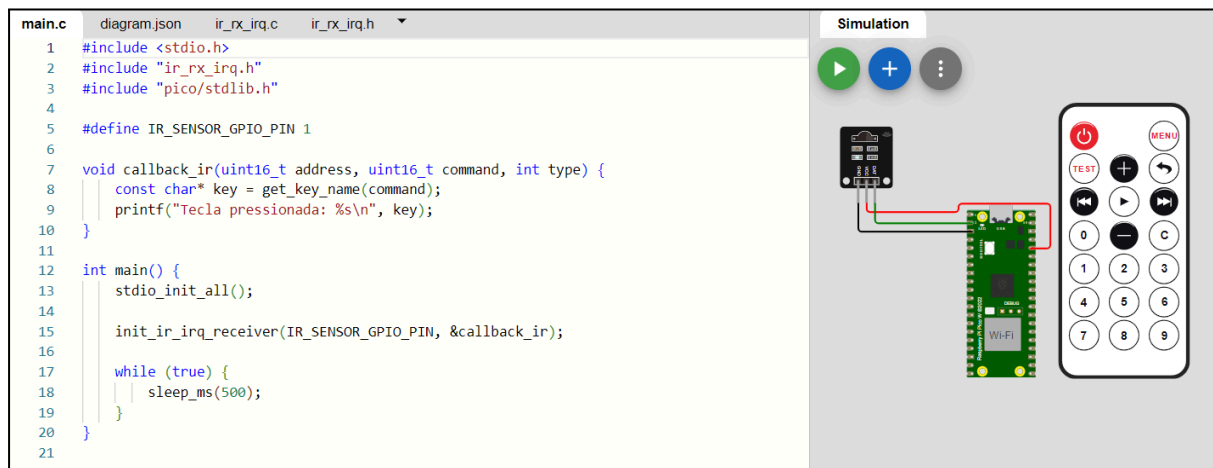 main.c diagram.json ir_rx_irq.c ir_rx_irq.h
1 #include <stdio.h>
2 #include "ir_rx_irq.h"
3 #include "pico/stdlib.h"
4
5 #define IR_SENSOR_GPIO_PIN 1
6
7 void callback_ir(uint16_t address, uint16_t command, int type) {
8 const char* key = get_key_name(command);
9 printf("Tecla pressionada: %s\n", key);
10 }
11
12 int main() {
13 stdio_init_all();
14
15 init_ir_irq_receiver(IR_SENSOR_GPIO_PIN, &callback_ir);
16
17 while (true) {
18 sleep_ms(500);
19 }
20 }
21
Simulation
GND VCC DAT
DEBUG
Wi-Fi
MENU
TEST
0 C
1 2 3
4 5 6
7 8 9